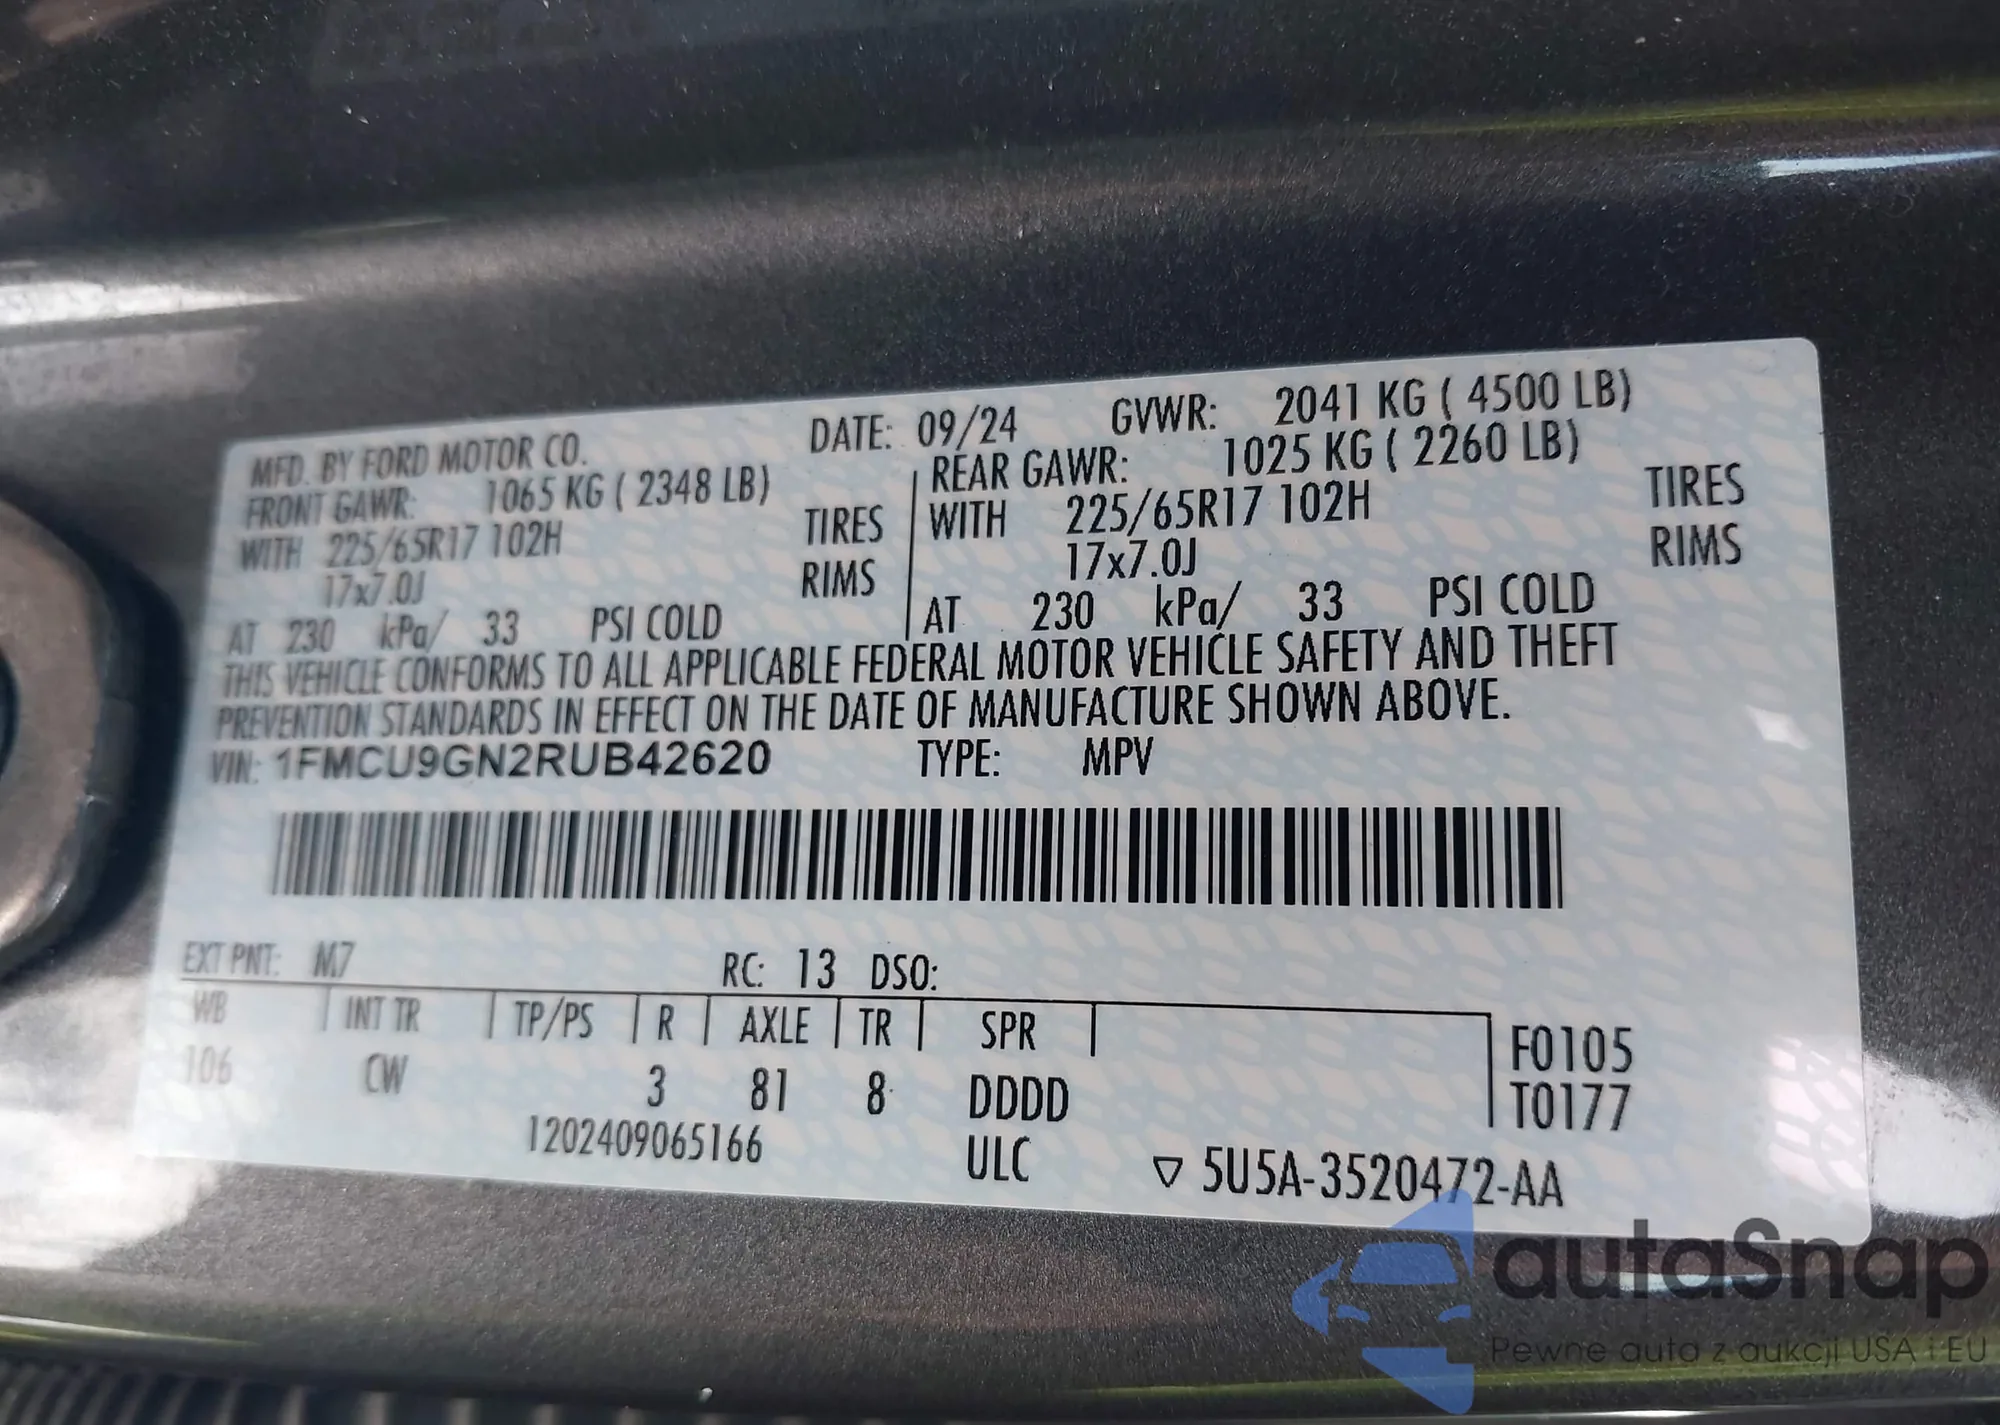 MFD. BY FORD MOTOR CO. DATE: 09/24 GVWR: 2041 KG ( 4500 LB)
FRONT GAWR: 1065 KG ( 2348 LB) REAR GAWR: 1025 KG ( 2260 LB)
WITH 225/65R17 102H TIRES WITH 225/65R17 102H TIRES
17x7.0J RIMS 17x7.0J RIMS
AT 230 kPa/ 33 PSI COLD AT 230 kPa/ 33 PSI COLD
THIS VEHICLE CONFORMS TO ALL APPLICABLE FEDERAL MOTOR VEHICLE SAFETY AND THEFT
PREVENTION STANDARDS IN EFFECT ON THE DATE OF MANUFACTURE SHOWN ABOVE.
VIN: 1FMCU9GN2RUB42620 TYPE: MPV
EXT PNT: M7 RC: 13 DSO:
WB INT TR TP/PS R AXLE TR SPR F0105
106 CW 3 81 8 DDDD T0177
1202409065166 ULC ▽ 5U5A-3520472-AA
autaSnap
Pewne auta z aukcji USA i EU